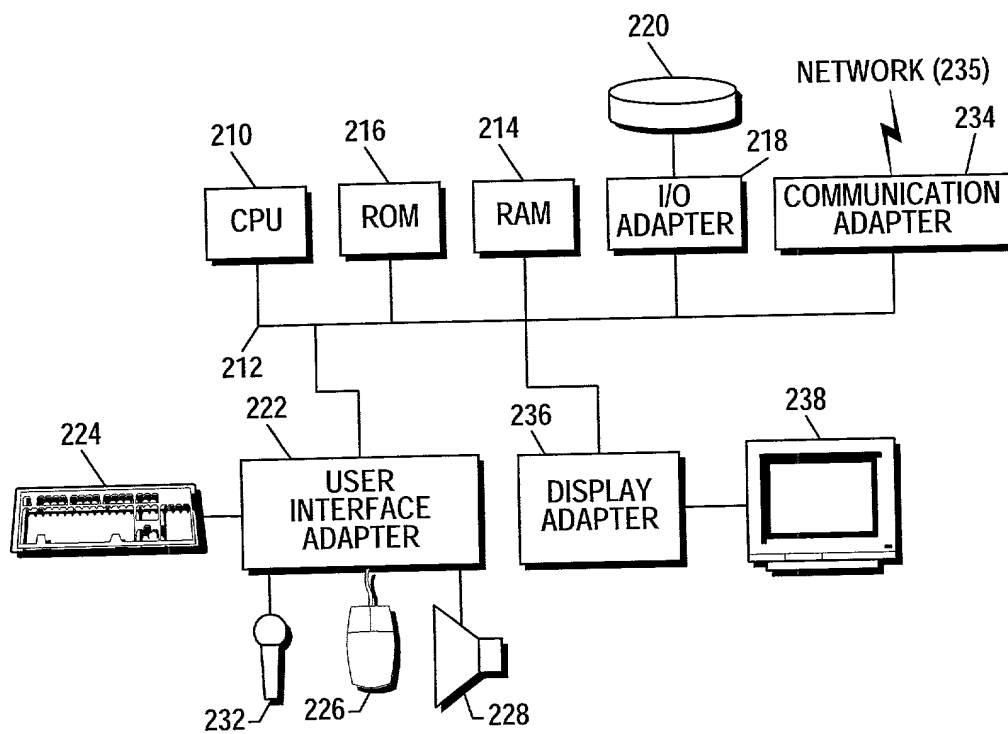 220
NETWORK (235)
210
216
214
218
234
CPU
ROM
RAM
I/O
ADAPTER
COMMUNICATION
ADAPTER
212
222
236
238
224
USER
INTERFACE
ADAPTER
DISPLAY
ADAPTER
232
226
228